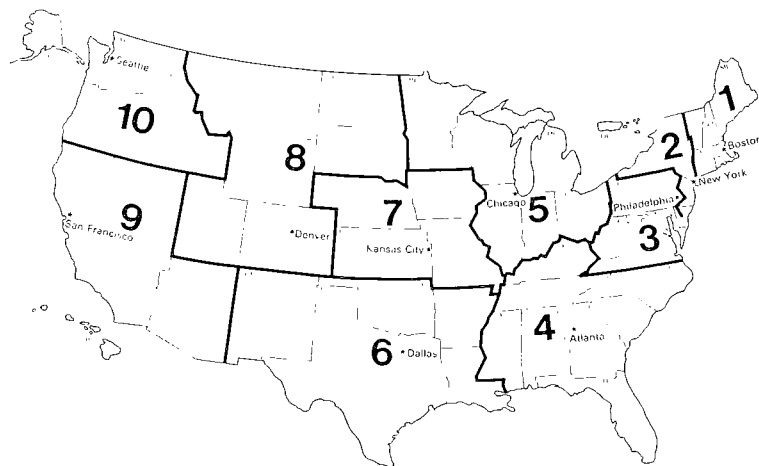 Seattle
1
10
2
Boston
8
New York
Chicago
5
Philadelphia
9
7
San Francisco
Denver
3
Kansas City
4
Atlanta
6
Dallas